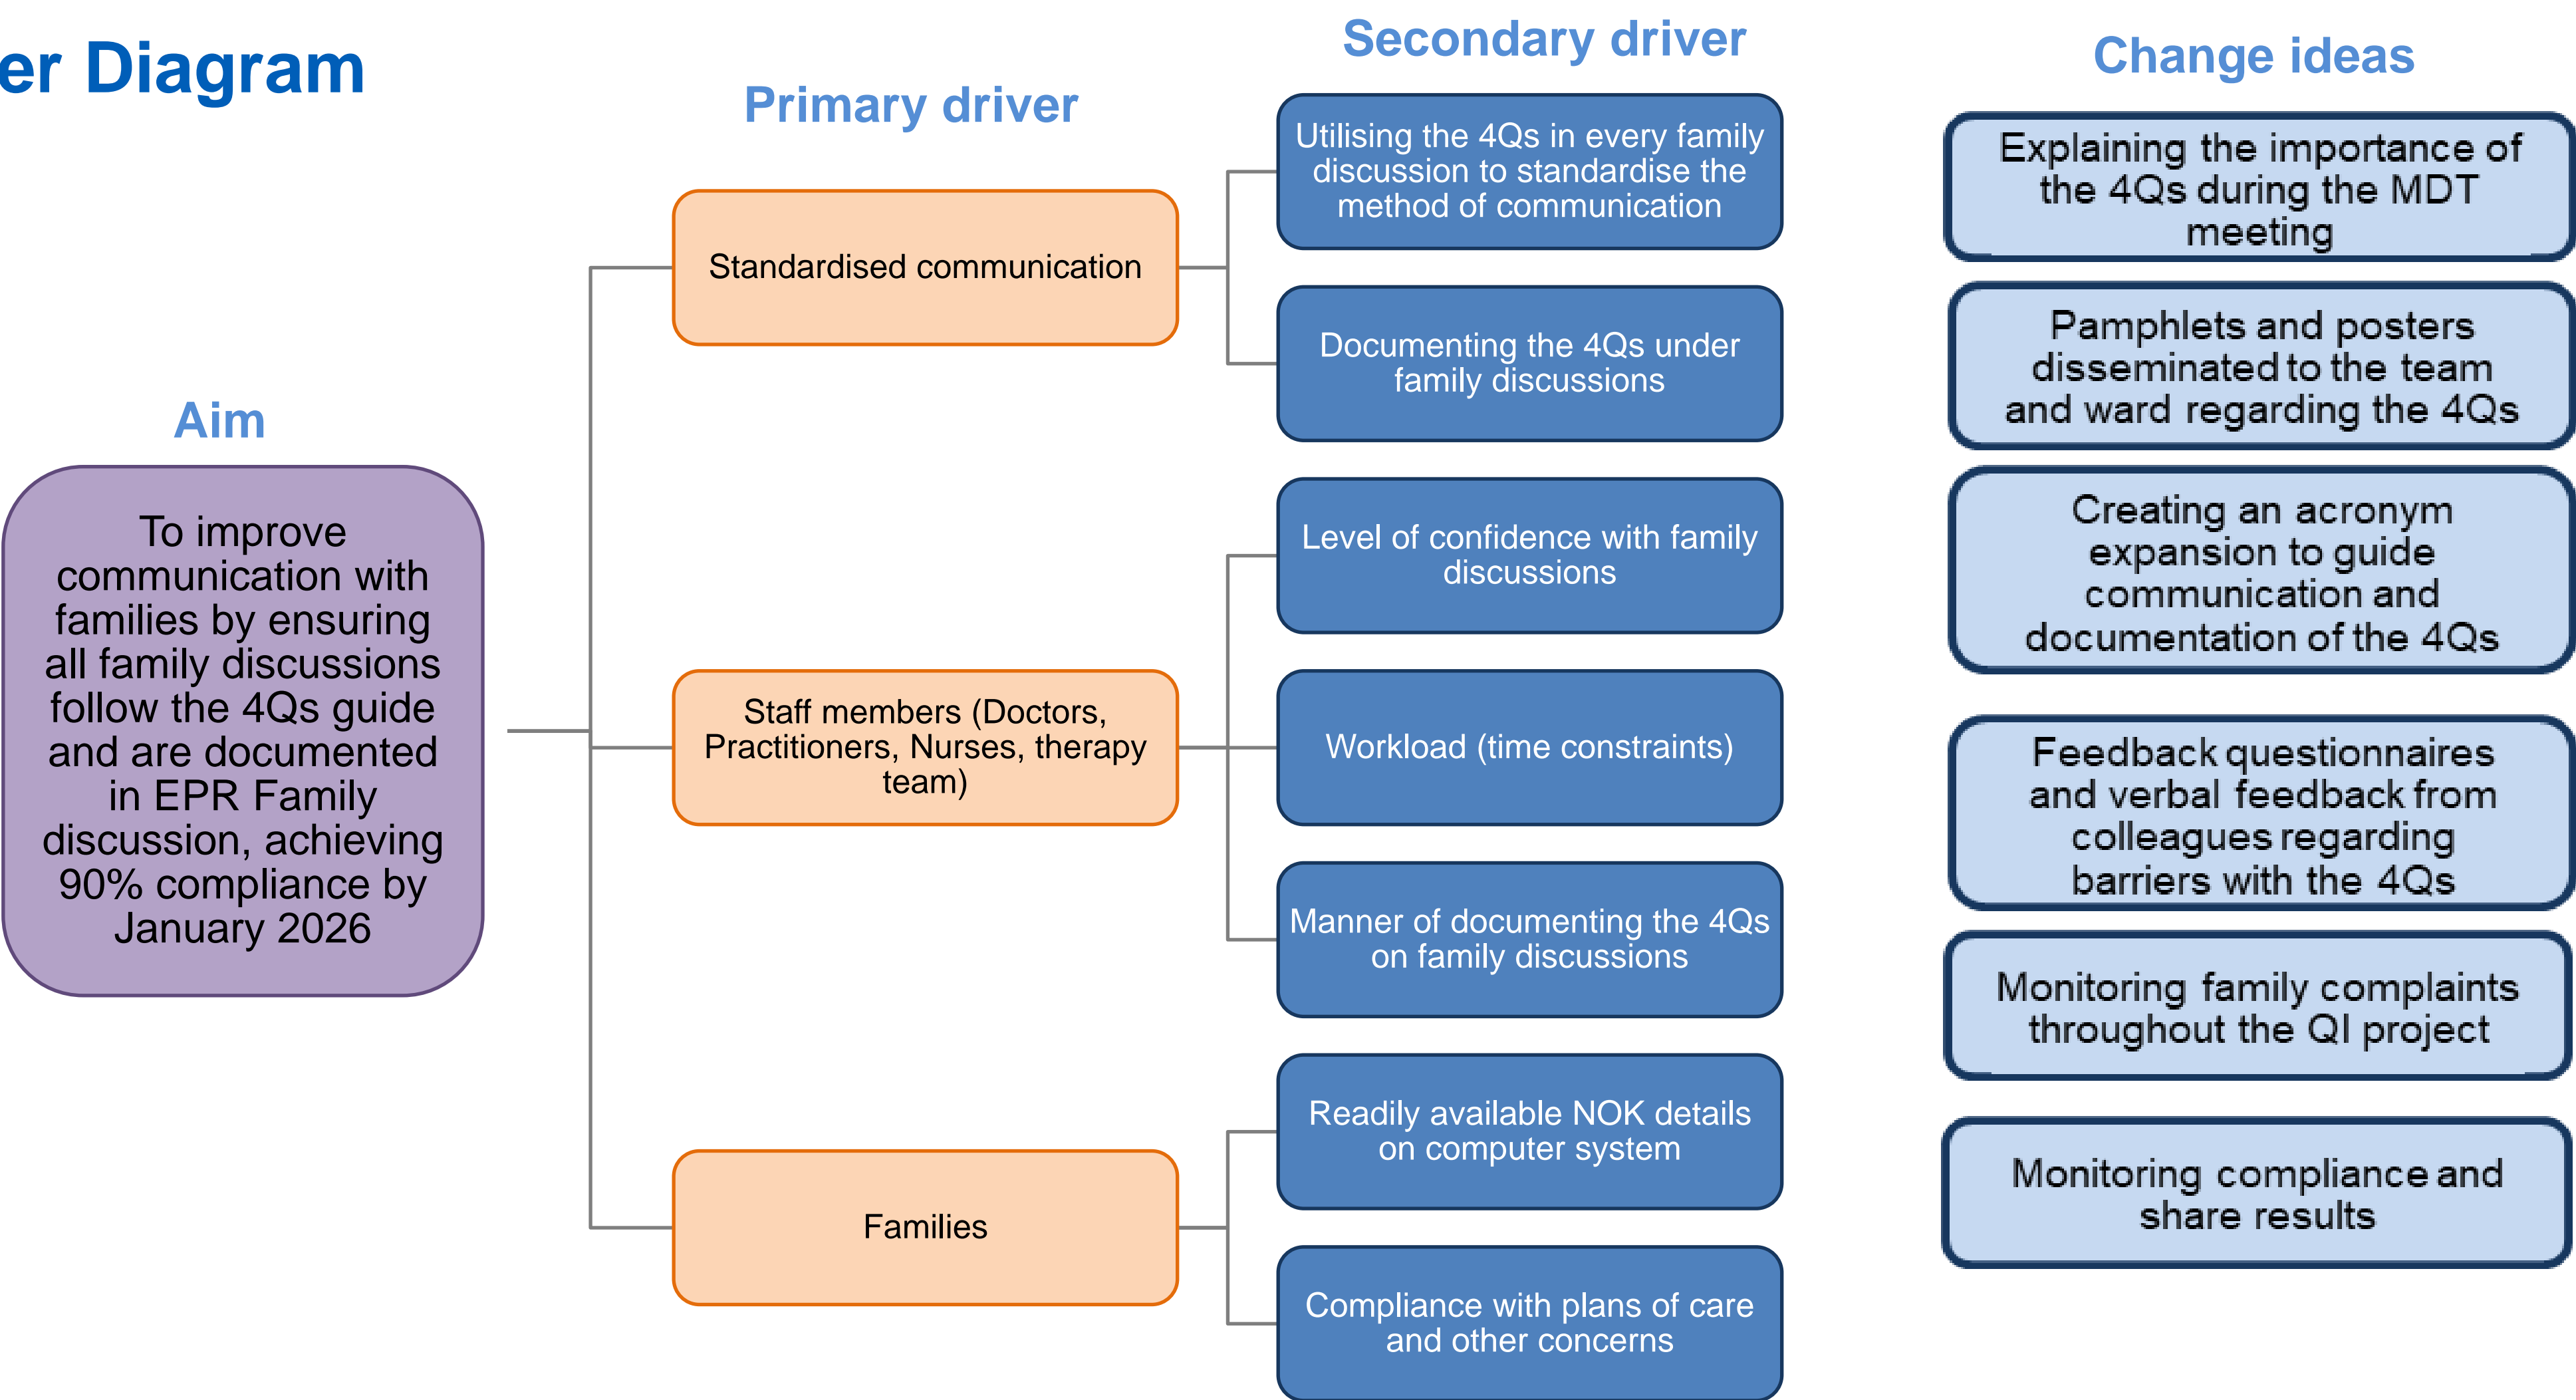 er Diagram
Aim
To improve
communication with
families by ensuring
all family discussions
follow the 4Qs guide
and are documented
in EPR Family
discussion, achieving
90% compliance by
January 2026
Primary driver
Standardised communication
Staff members (Doctors,
Practitioners, Nurses, therapy
team)
Families
Secondary driver
Utilising the 4Qs in every family
discussion to standardise the
method of communication
Documenting the 4Qs under
family discussions
Level of confidence with family
discussions
Workload (time constraints)
Manner of documenting the 4Qs
on family discussions
Readily available NOK details
on computer system
Compliance with plans of care
and other concerns
Change ideas
Explaining the importance of
the 4Qs during the MDT
meeting
Pamphlets and posters
disseminated to the team
and ward regarding the 4Qs
Creating an acronym
expansion to guide
communication and
documentation of the 4Qs
Feedback questionnaires
and verbal feedback from
colleagues regarding
barriers with the 4Qs
Monitoring family complaints
throughout the QI project
Monitoring compliance and
share results